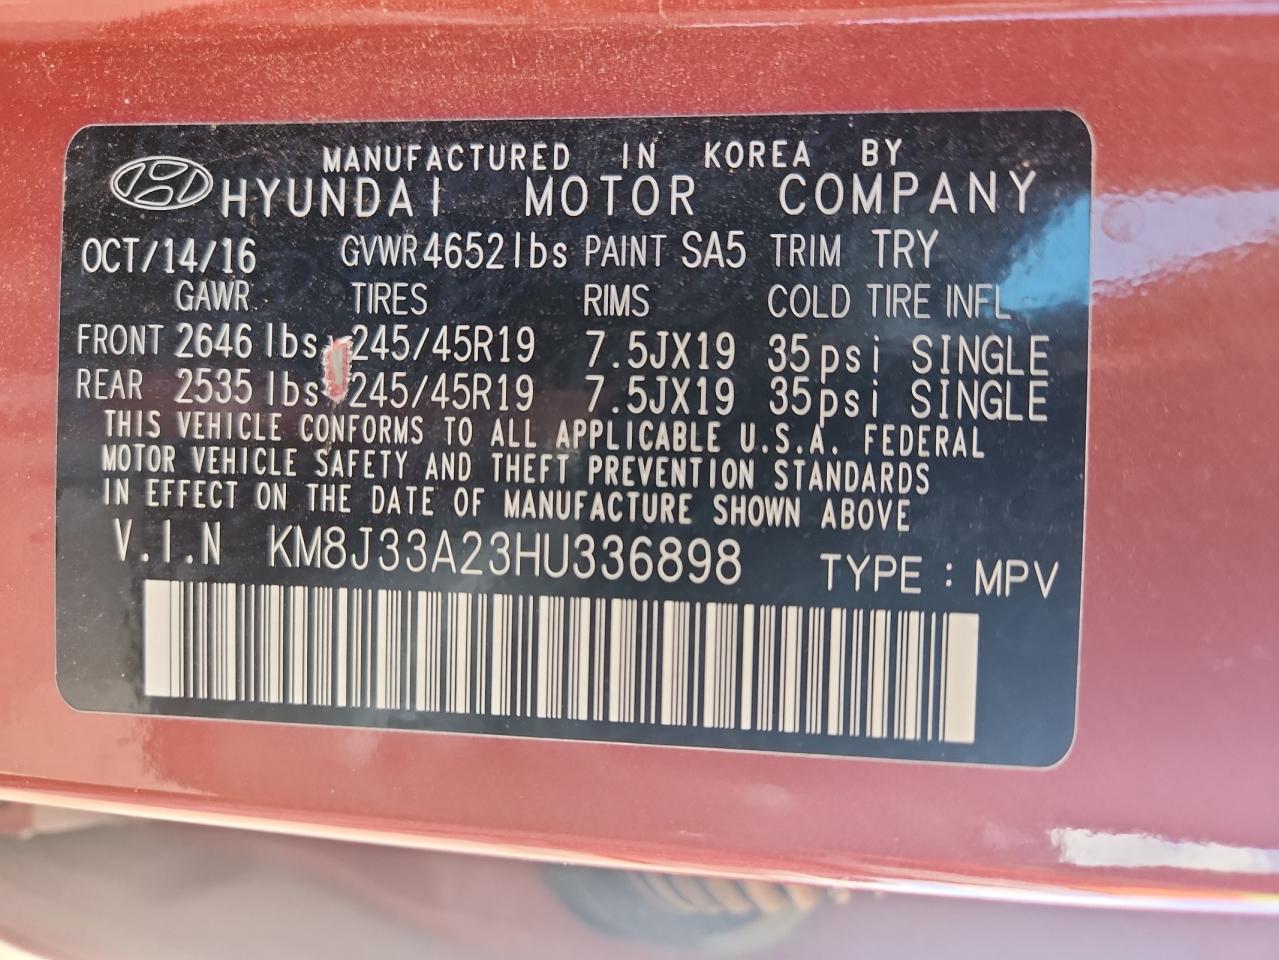 MANUFACTURED IN KOREA BY
HYUNDAI MOTOR COMPANY
OCT/14/16 GVWR 4652lbs PAINT SA5 TRIM TRY
GAWR TIRES RIMS COLD TIRE INFL
FRONT 2646 lbs 245/45R19 7.5JX19 35psi SINGLE
REAR 2535 lbs 245/45R19 7.5JX19 35psi SINGLE
THIS VEHICLE CONFORMS TO ALL APPLICABLE U.S.A. FEDERAL
MOTOR VEHICLE SAFETY AND THEFT PREVENTION STANDARDS
IN EFFECT ON THE DATE OF MANUFACTURE SHOWN ABOVE
V.I.N KM8J33A23HU336898 TYPE : MPV